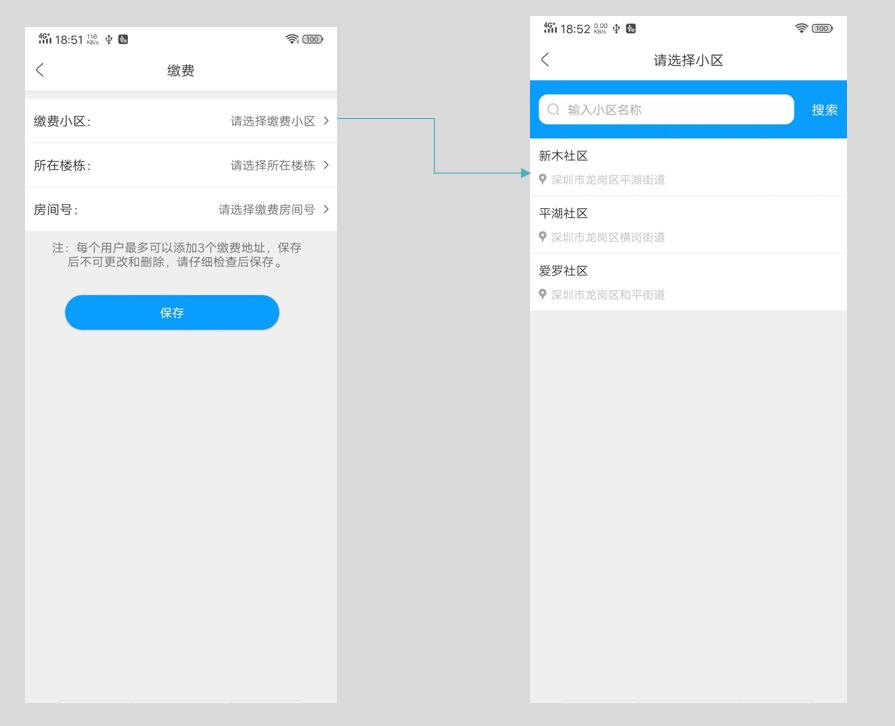 4G+ 18:51 116 KB/s 100
缴费
缴费小区： 请选择缴费小区
所在楼栋： 请选择所在楼栋
房间号： 请选择缴费房间号
注：每个用户最多可以添加3个缴费地址，保存
后不可更改和删除，请仔细检查后保存。
保存
4G+ 18:52 0.00 KB/s 100
请选择小区
输入小区名称 搜索
新木社区
深圳市龙岗区平湖街道
平湖社区
深圳市龙岗区横岗街道
爱罗社区
深圳市龙岗区和平街道